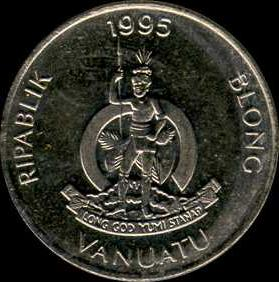 1995
RIPABLIK BLONG
VANUATU
LONG GOD YUMI STANAP